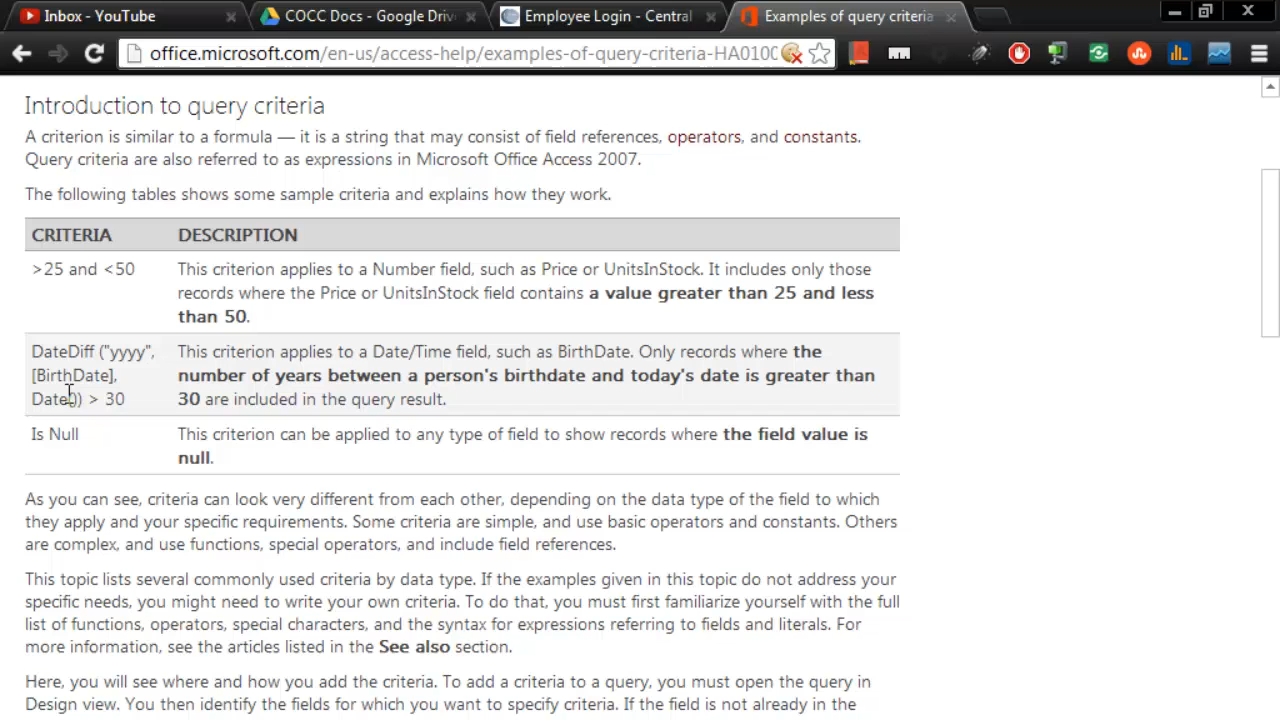 Inbox - YouTube
COCC Docs - Google Driv
Employee Login - Central
Examples of query criteria
office.microsoft.com/en-us/access-help/examples-of-query-criteria-HA0100
Introduction to query criteria
A criterion is similar to a formula — it is a string that may consist of field references, operators, and constants.
Query criteria are also referred to as expressions in Microsoft Office Access 2007.
The following tables shows some sample criteria and explains how they work.
CRITERIA DESCRIPTION
>25 and <50 This criterion applies to a Number field, such as Price or UnitsInStock. It includes only those
records where the Price or UnitsInStock field contains a value greater than 25 and less
than 50.
DateDiff ("yyyy", This criterion applies to a Date/Time field, such as BirthDate. Only records where the
[BirthDate], number of years between a person's birthdate and today's date is greater than
Date()) > 30 30 are included in the query result.
Is Null This criterion can be applied to any type of field to show records where the field value is
null.
As you can see, criteria can look very different from each other, depending on the data type of the field to which
they apply and your specific requirements. Some criteria are simple, and use basic operators and constants. Others
are complex, and use functions, special operators, and include field references.
This topic lists several commonly used criteria by data type. If the examples given in this topic do not address your
specific needs, you might need to write your own criteria. To do that, you must first familiarize yourself with the full
list of functions, operators, special characters, and the syntax for expressions referring to fields and literals. For
more information, see the articles listed in the See also section.
Here, you will see where and how you add the criteria. To add a criteria to a query, you must open the query in
Design view. You then identify the fields for which you want to specify criteria. If the field is not already in the